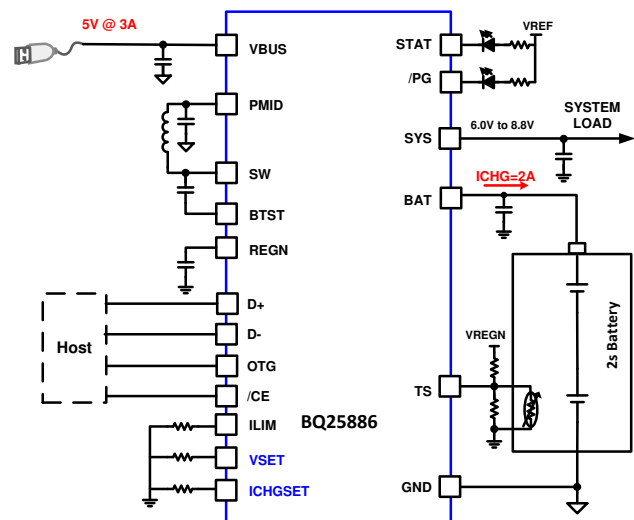 5V @ 3A
VBUS
PMID
SW
BTST
REGN
Host
D+
D-
OTG
/CE
ILIM
VSET
ICHGSET
BQ25886
STAT
VREF
/PG
SYS
6.0V to 8.8V
SYSTEM
LOAD
BAT
ICHG=2A
2s Battery
VREGN
TS
GND